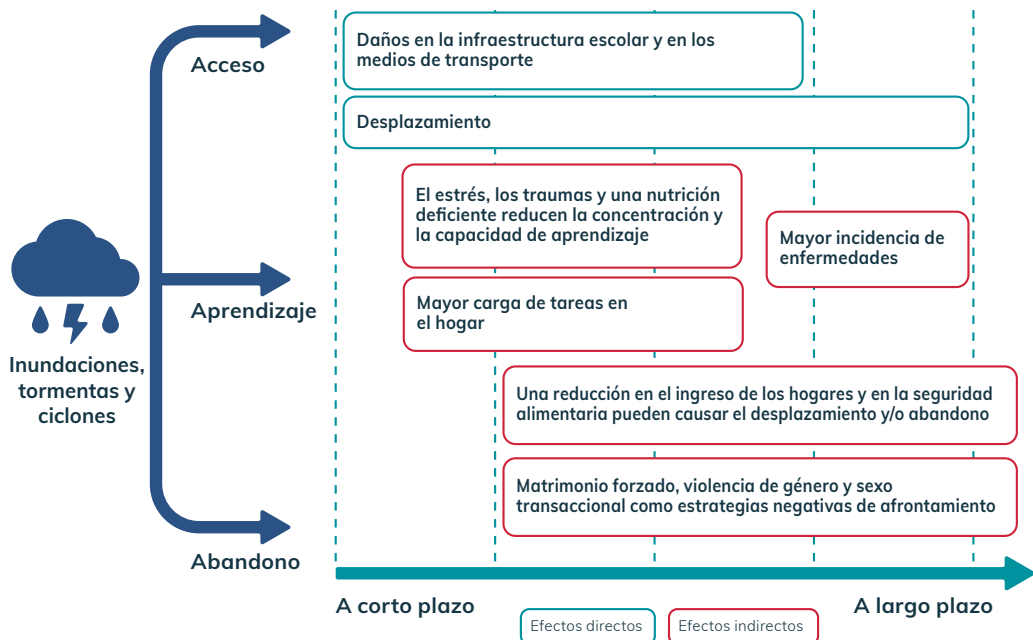 Acceso
Daños en la infraestructura escolar y en los
medios de transporte
Desplazamiento
El estrés, los traumas y una nutrición
deficiente reducen la concentración y
la capacidad de aprendizaje
Mayor incidencia de
enfermedades
Aprendizaje
Mayor carga de tareas en
el hogar
Inundaciones,
tormentas y
ciclones
Una reducción en el ingreso de los hogares y en la seguridad
alimentaria pueden causar el desplazamiento y/o abandono
Matrimonio forzado, violencia de género y sexo
transaccional como estrategias negativas de afrontamiento
Abandono
A corto plazo
A largo plazo
Efectos directos
Efectos indirectos